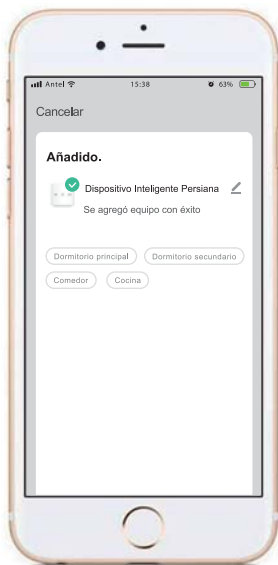 Antel 15:38 63%
Cancelar
Añadido.
Dispositivo Inteligente Persiana
Se agregó equipo con éxito
Dormitorio principal Dormitorio secundario
Comedor Cocina